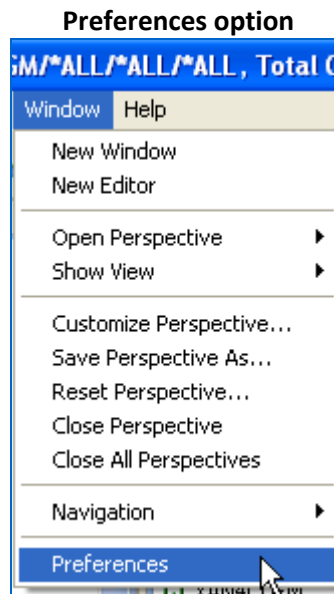 Preferences option
GM/*ALL/*ALL/*ALL, Total
Window Help
New Window
New Editor
Open Perspective
Show View
Customize Perspective...
Save Perspective As...
Reset Perspective...
Close Perspective
Close All Perspectives
Navigation
Preferences